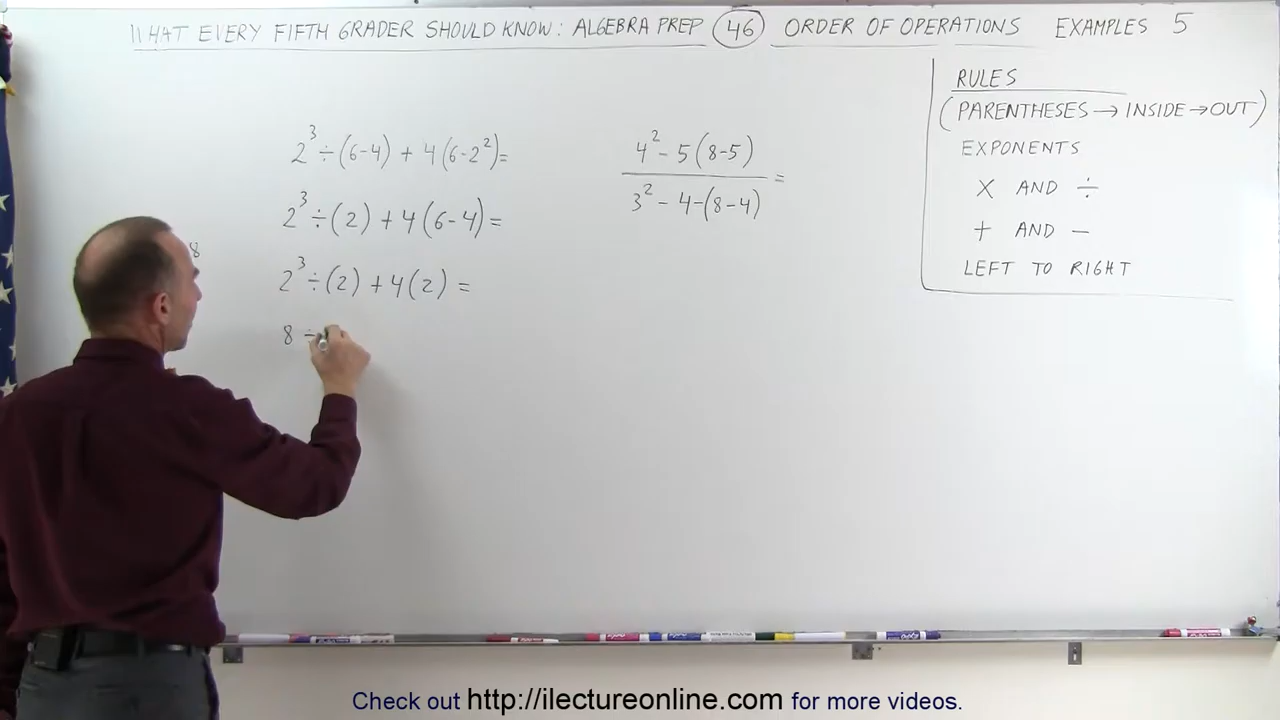 WHAT EVERY FIFTH GRADER SHOULD KNOW: ALGEBRA PREP 46 ORDER OF OPERATIONS EXAMPLES 5
2³ ÷ (6-4) + 4(6-2²) =
2³ ÷ (2) + 4(6-4) =
2³ ÷ (2) + 4(2) =
8 ÷
8
4² - 5(8-5)
3² - 4-(8-4) =
RULES
(PARENTHESES → INSIDE → OUT)
EXPONENTS
X AND ÷
+ AND -
LEFT TO RIGHT
Check out http://ilectureonline.com for more videos.